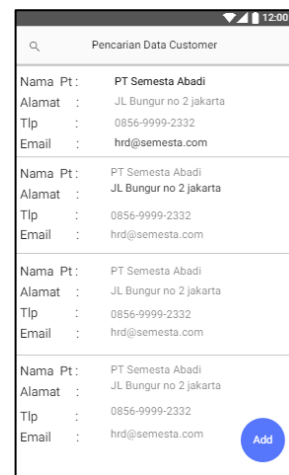 12:00
Pencarian Data Customer
Nama Pt : PT Semesta Abadi
Alamat : JL Bungur no 2 jakarta
Tlp : 0856-9999-2332
Email : hrd@semesta.com
Nama Pt : PT Semesta Abadi
Alamat : JL Bungur no 2 jakarta
Tlp : 0856-9999-2332
Email : hrd@semesta.com
Nama Pt : PT Semesta Abadi
Alamat : JL Bungur no 2 jakarta
Tlp : 0856-9999-2332
Email : hrd@semesta.com
Nama Pt : PT Semesta Abadi
Alamat : JL Bungur no 2 jakarta
Tlp : 0856-9999-2332
Email : hrd@semesta.com
Add